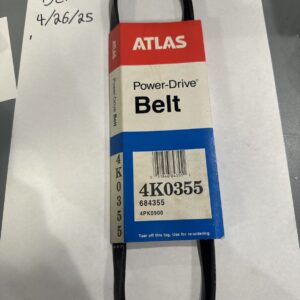 4/26/25
ATLAS
Power-Drive®
Belt
4K0355
684355
4PK0900
Tear off this tag. Use for re-ordering.
ATLAS
Power-Drive Belt
4K0355